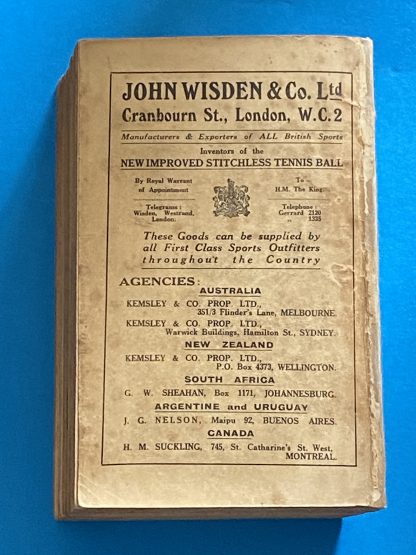 JOHN WISDEN & Co. Ltd
Cranbourn St., London, W.C.2
Manufacturers & Exporters of ALL British Sports
Inventors of the
NEW IMPROVED STITCHLESS TENNIS BALL
By Royal Warrant
of Appointment
To
H.M. The King.
Telegrams:
Wisden, Westrand,
London.
Telephone:
Gerrard 2120
„ 1335
These Goods can be supplied by
all First Class Sports Outfitters
throughout the Country
AGENCIES:
AUSTRALIA
KEMSLEY & CO. PROP. LTD.,
351/3 Flinder's Lane, MELBOURNE.
KEMSLEY & CO. PROP. LTD.,
Warwick Buildings, Hamilton St., SYDNEY.
NEW ZEALAND
KEMSLEY & CO. PROP. LTD.,
P.O. Box 4373, WELLINGTON.
SOUTH AFRICA
G. W. SHEAHAN, Box 1171, JOHANNESBURG.
ARGENTINE and URUGUAY
J. G. NELSON, Maipu 92, BUENOS AIRES.
CANADA
H. M. SUCKLING, 745, St. Catharine's St. West,
MONTREAL.